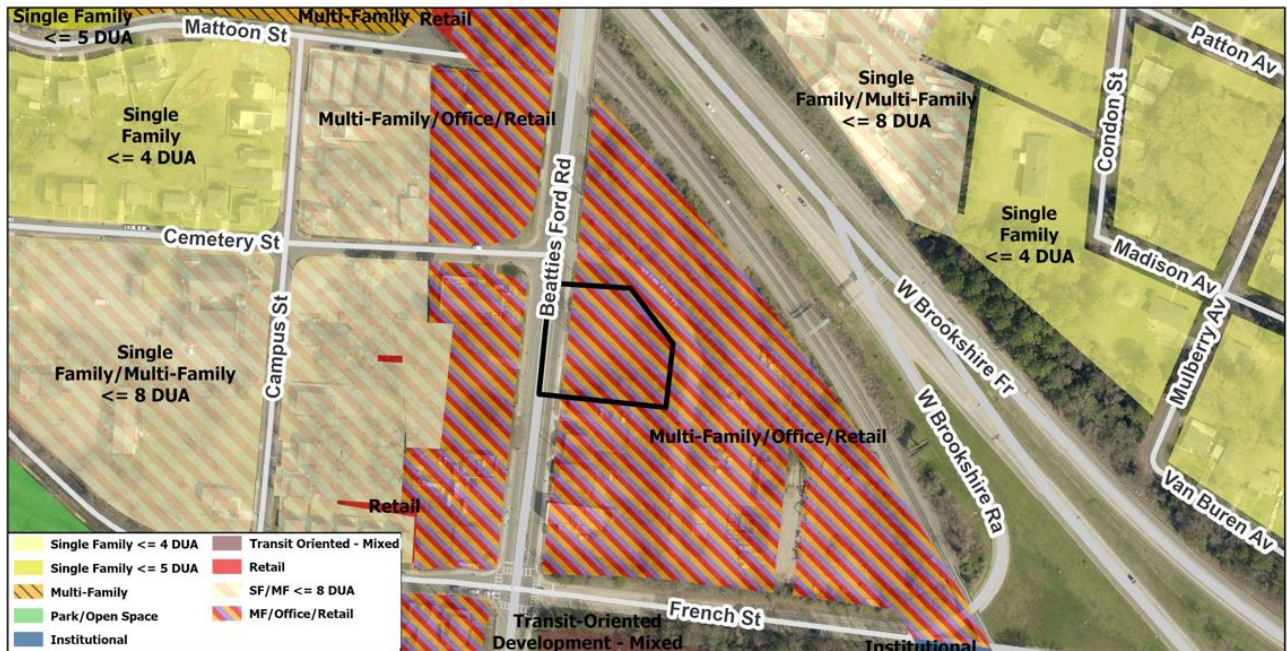 Single Family
<= 5 DUA
Mattoon St
Multi-Family
Retail
Patton Av
Single
Family
<= 4 DUA
Multi-Family/Office/Retail
Beatties Ford Rd
Single
Family/Multi-Family
<= 8 DUA
Condon St
Single
Family
<= 4 DUA
Cemetery St
Madison Av
W Brookshire Fr
Mulberry Av
Single
Family/Multi-Family
<= 8 DUA
Campus St
Multi-Family/Office/Retail
W Brookshire Ra
Van Buren Av
Retail
Single Family <= 4 DUA
Single Family <= 5 DUA
Multi-Family
Park/Open Space
Institutional
Transit Oriented - Mixed
Retail
SF/MF <= 8 DUA
MF/Office/Retail
French St
Transit-Oriented
Development - Mixed
Institutional